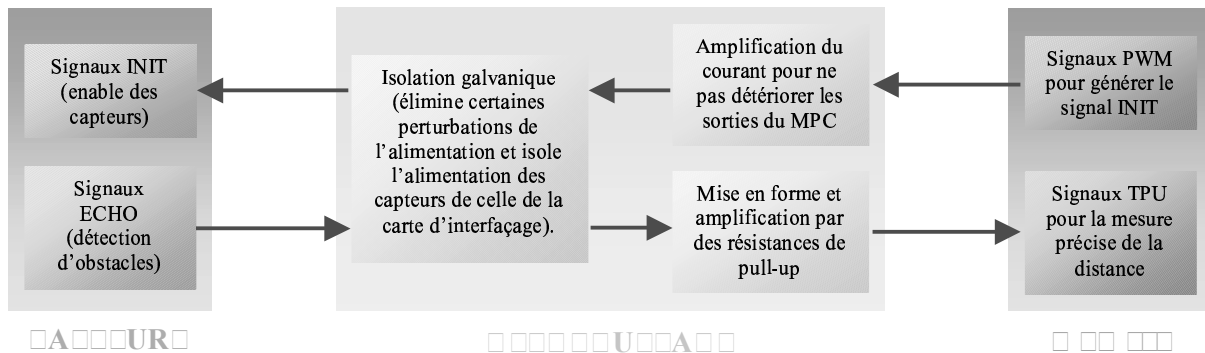 Signaux INIT
(enable des
capteurs)
Signaux
ECHO
(détection
d'obstacles)
Isolation galvanique
(élimine certaines
perturbations de
l'alimentation et isole
l'alimentation des
capteurs de celle de la
carte d'interfaçage).
Amplification du
courant pour ne
pas détériorer les
sorties du MPC
Mise en forme et
amplification par
des résistances de
pull-up
Signaux PWM
pour générer le
signal INIT
Signaux TPU
pour la mesure
précise de la
distance